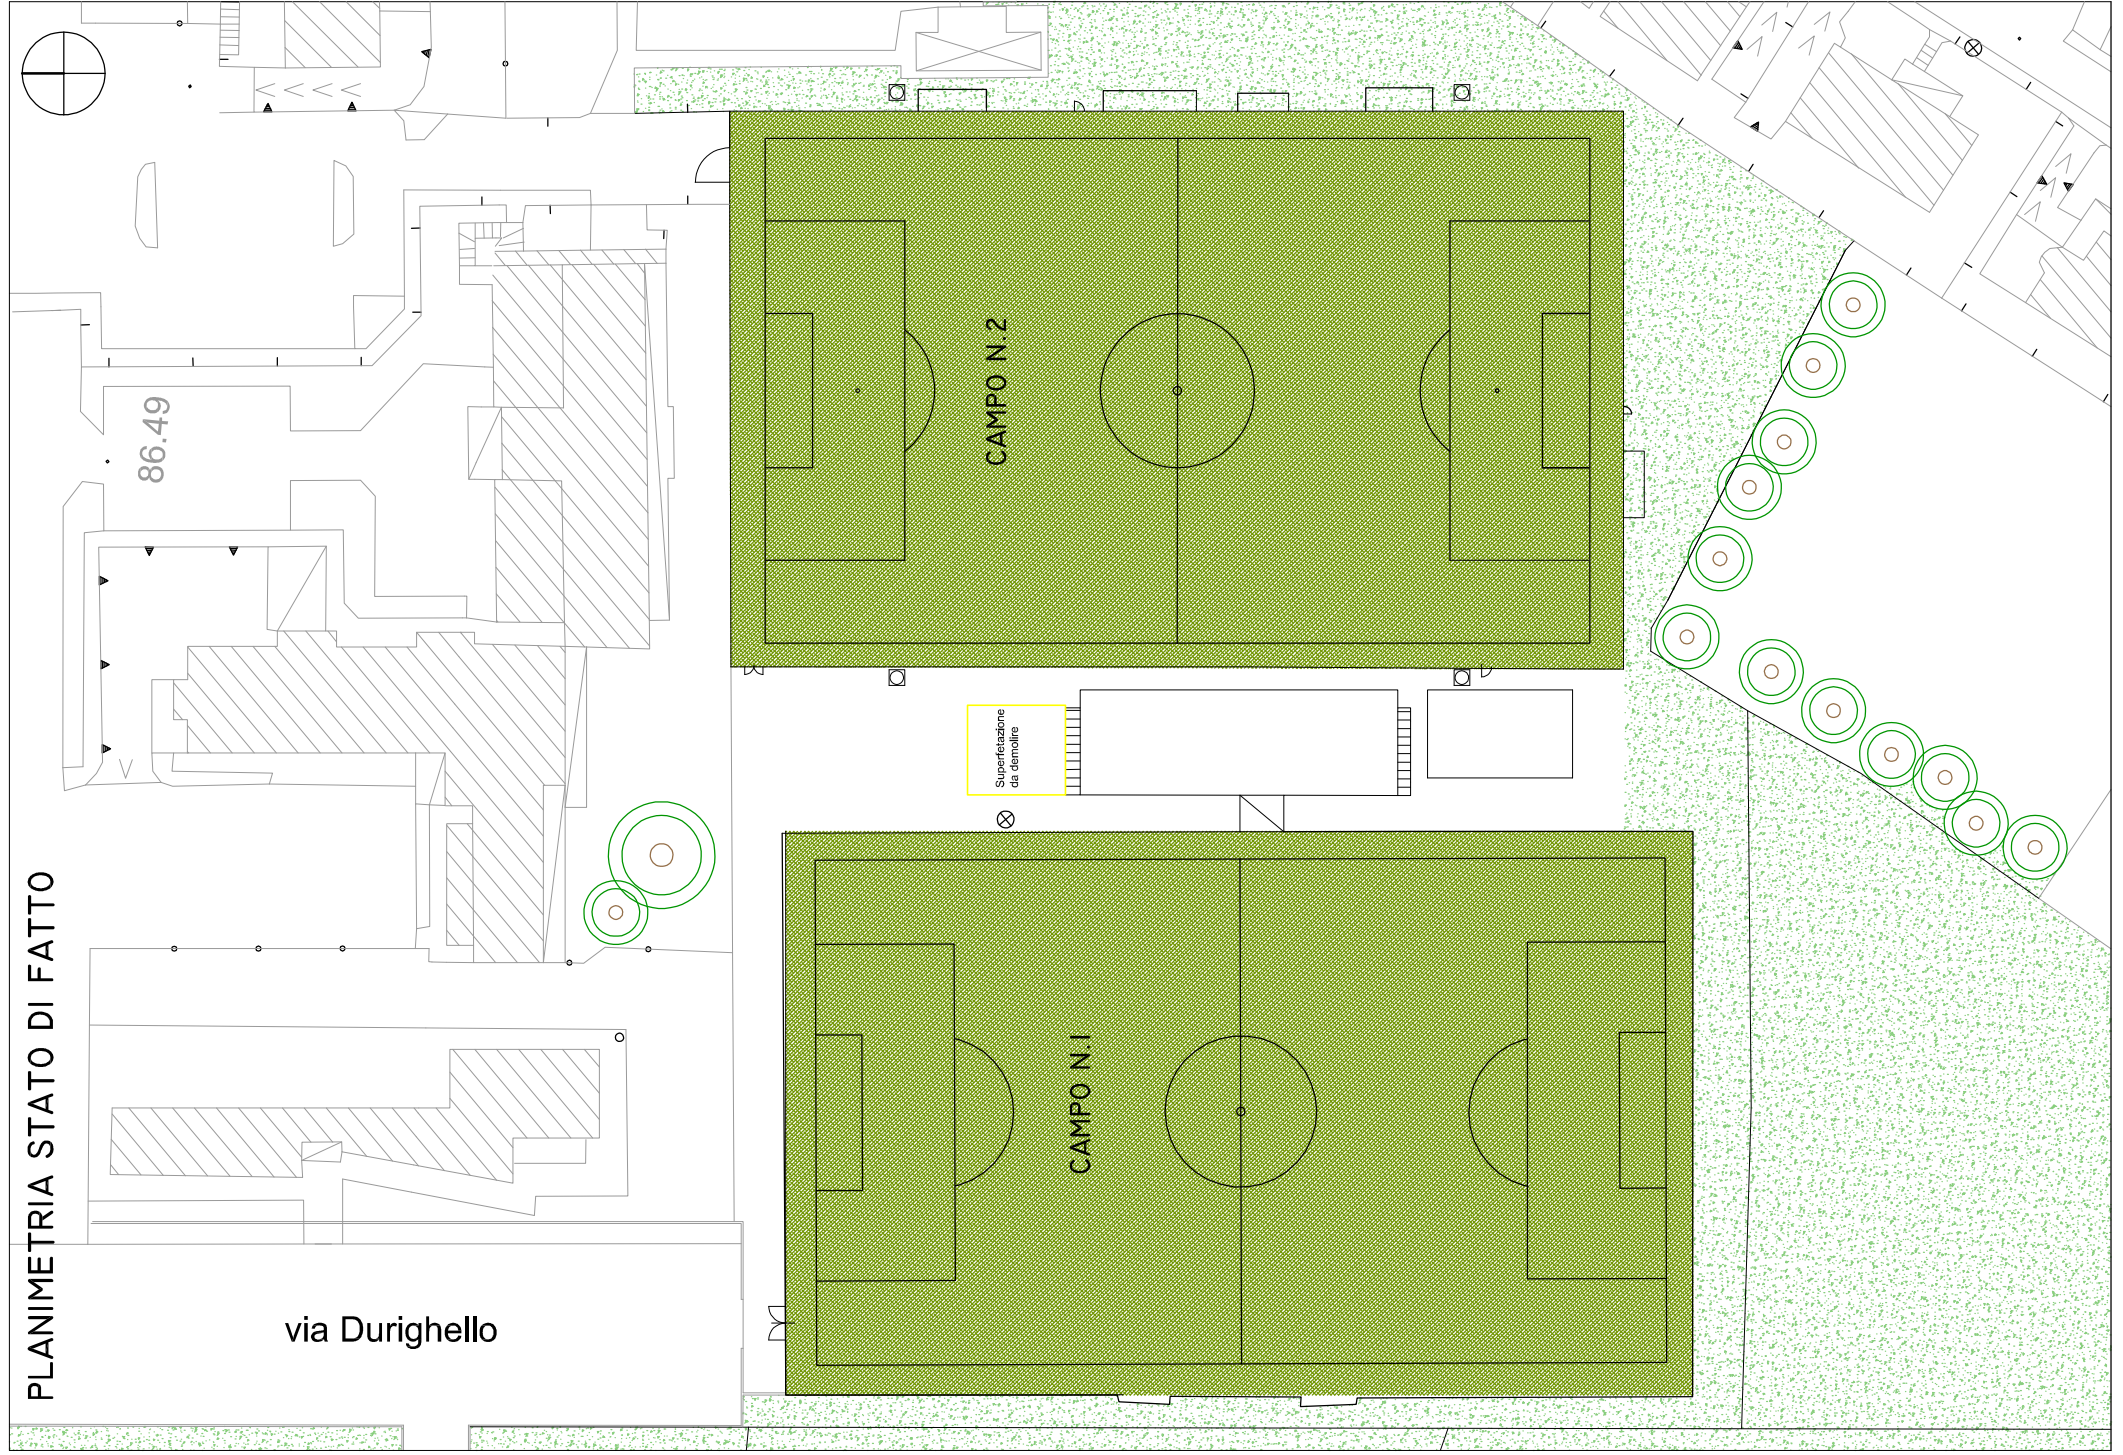 PLANIMETRIA STATO DI FATTO
86.49
CAMPO N.2
Superfetazione
da demolire
CAMPO N.1
via Durighello